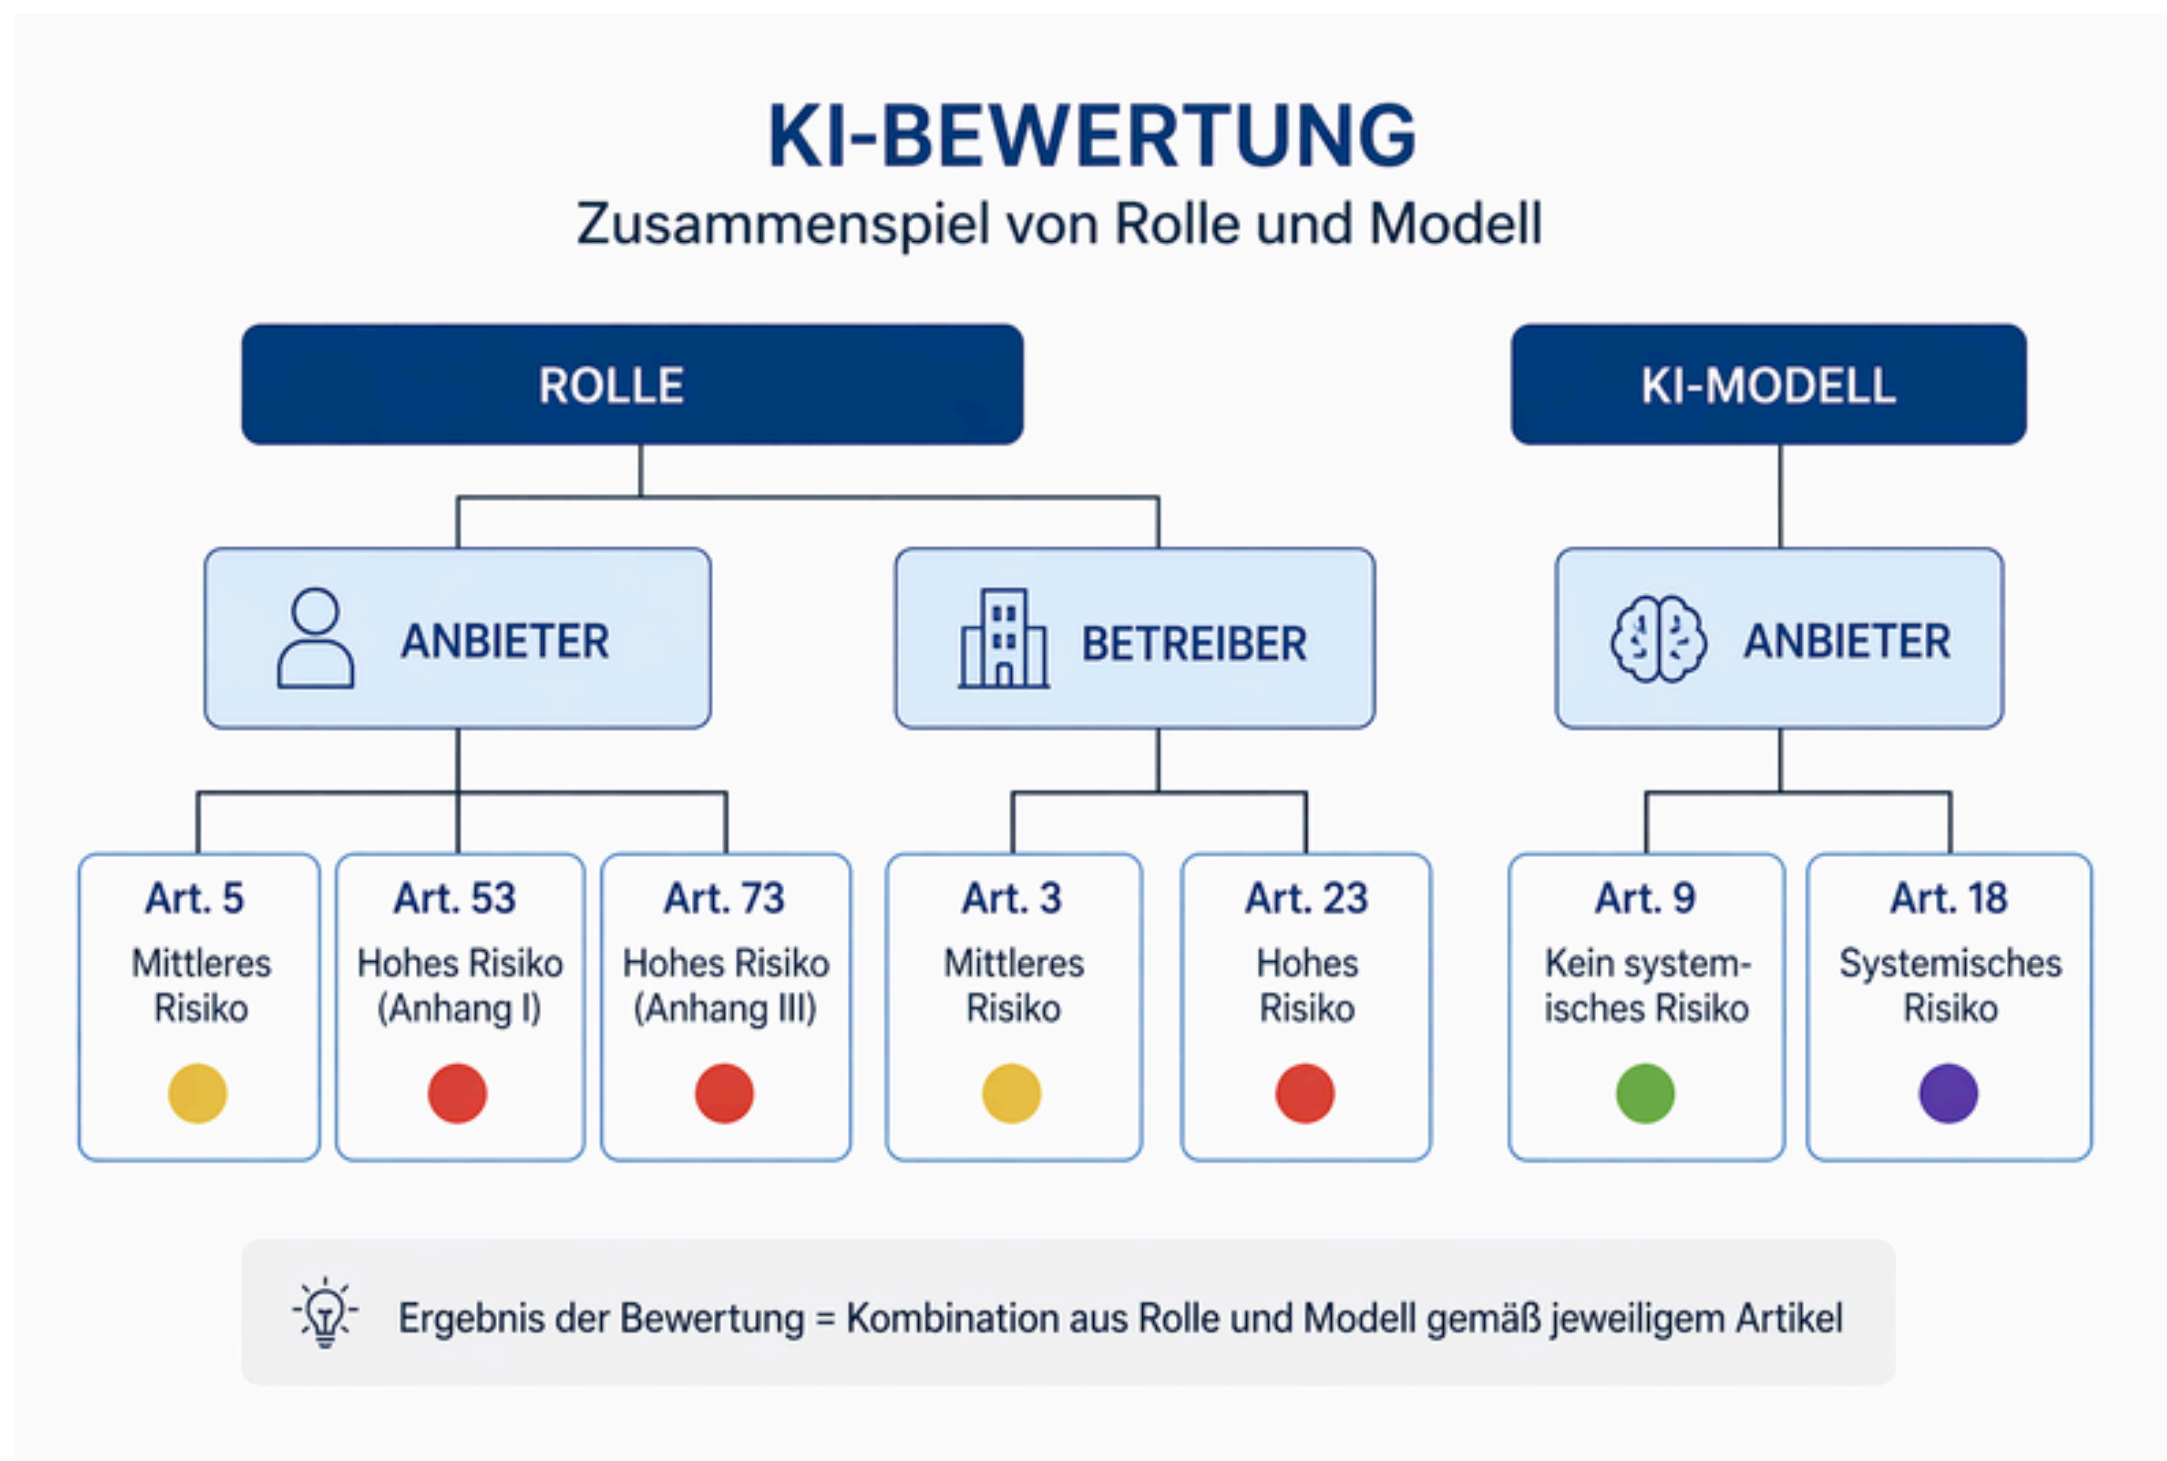 KI-BEWERTUNG
Zusammenspiel von Rolle und Modell
ROLLE
KI-MODELL
ANBIETER
BETREIBER
ANBIETER
Art. 5
Mittleres
Risiko
Art. 53
Hohes Risiko
(Anhang I)
Art. 73
Hohes Risiko
(Anhang III)
Art. 3
Mittleres
Risiko
Art. 23
Hohes
Risiko
Art. 9
Kein system-
isches Risiko
Art. 18
Systemisches
Risiko
Ergebnis der Bewertung = Kombination aus Rolle und Modell gemäß jeweiligem Artikel